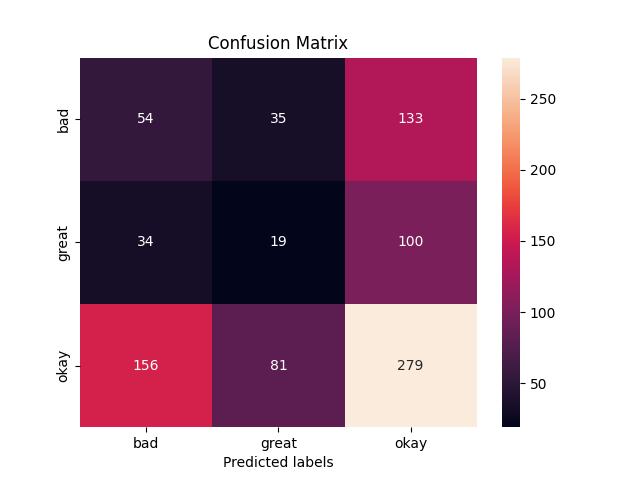 Confusion Matrix
bad 54 35 133
great 34 19 100
okay 156 81 279
bad great okay
Predicted labels
250
200
150
100
50